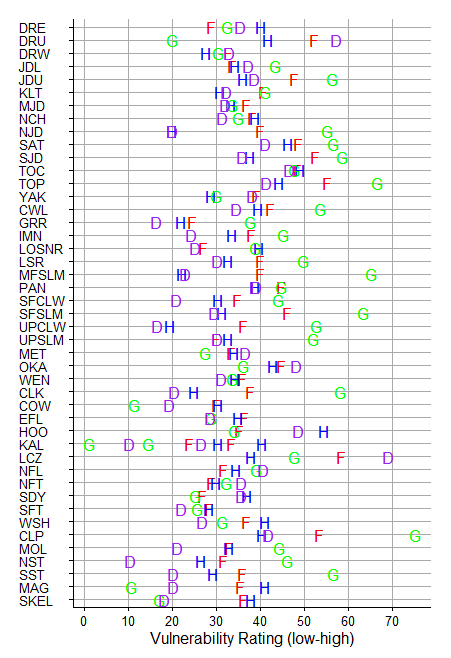 DRE F G D H
DRU G H F D
DRW H G D
JDL F H D G
JDU H D F G
KLT H D F G
MJD D H G F
NCH D G F H
NJD D H F G
SAT D H F G
SJD D H F G
TOC D G H
TOP D H F G
YAK H G D F
CWL D H F G
GRR D H F G
IMN D H F G
LOSNR D F G H
LSR D H F G
MFSLM H D F G
PAN D H F G
SFCLW D H F G
SFSLM D H F G
UPCLW D H F G
UPSLM D H G
MET G F H D
OKA G H F D
WEN D G H F
CLK D H F G
COW G D F H
EFL D G H F
HOO G F D H
KAL G D G F D H F H
LCZ H G F D
NFL F H G D
NFT F H G D
SDY G F D H
SFT D G F H
WSH D G F H
CLP H D F G
MOL D F H G
NST D H F G
SST D H F G
MAG G D F H
SKEL G D F H
0 10 20 30 40 50 60 70
Vulnerability Rating (low-high)